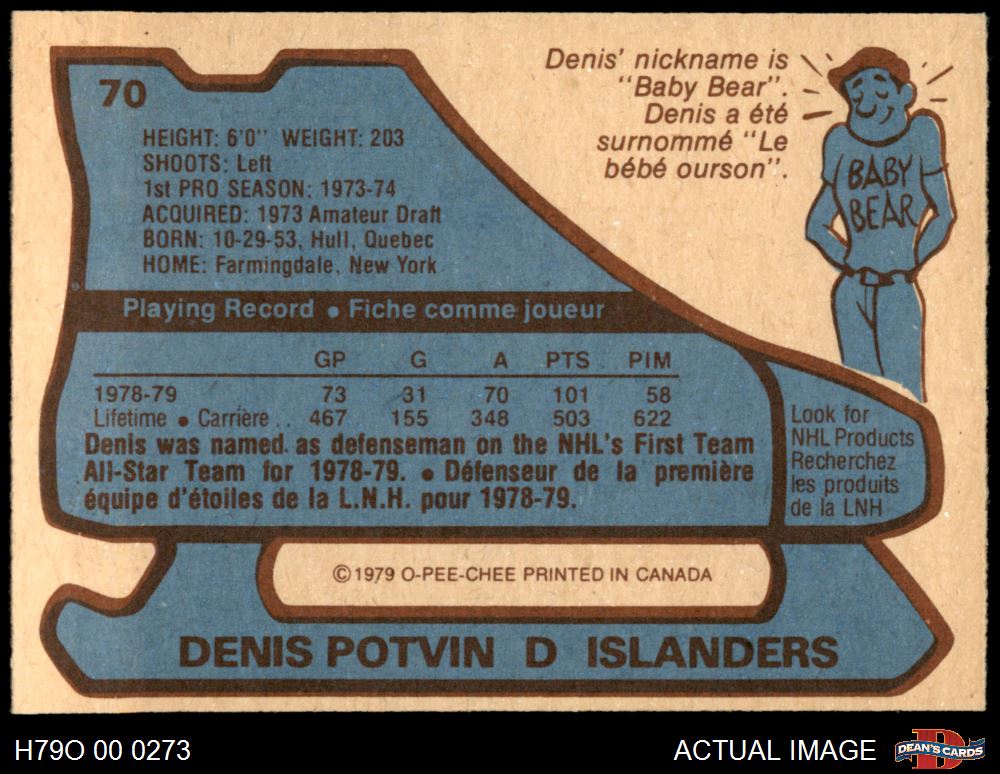 70
Denis' nickname is
"Baby Bear".
Denis a été
surnommé "Le
bébé ourson".
BABY
BEAR
HEIGHT: 6'0" WEIGHT: 203
SHOOTS: Left
1st PRO SEASON: 1973-74
ACQUIRED: 1973 Amateur Draft
BORN: 10-29-53, Hull, Quebec
HOME: Farmingdale, New York
Playing Record • Fiche comme joueur
GP G A PTS PIM
1978-79 73 31 70 101 58
Lifetime • Carrière .. 467 155 348 503 622
Denis was named as defenseman on the NHL's First Team
All-Star Team for 1978-79. • Défenseur de la première
équipe d'étoiles de la L.N.H. pour 1978-79.
Look for
NHL Products
Recherchez
les produits
de la LNH
©1979 O-PEE-CHEE PRINTED IN CANADA
DENIS POTVIN D ISLANDERS
H79O 00 0273
ACTUAL IMAGE
D
DEAN'S CARDS